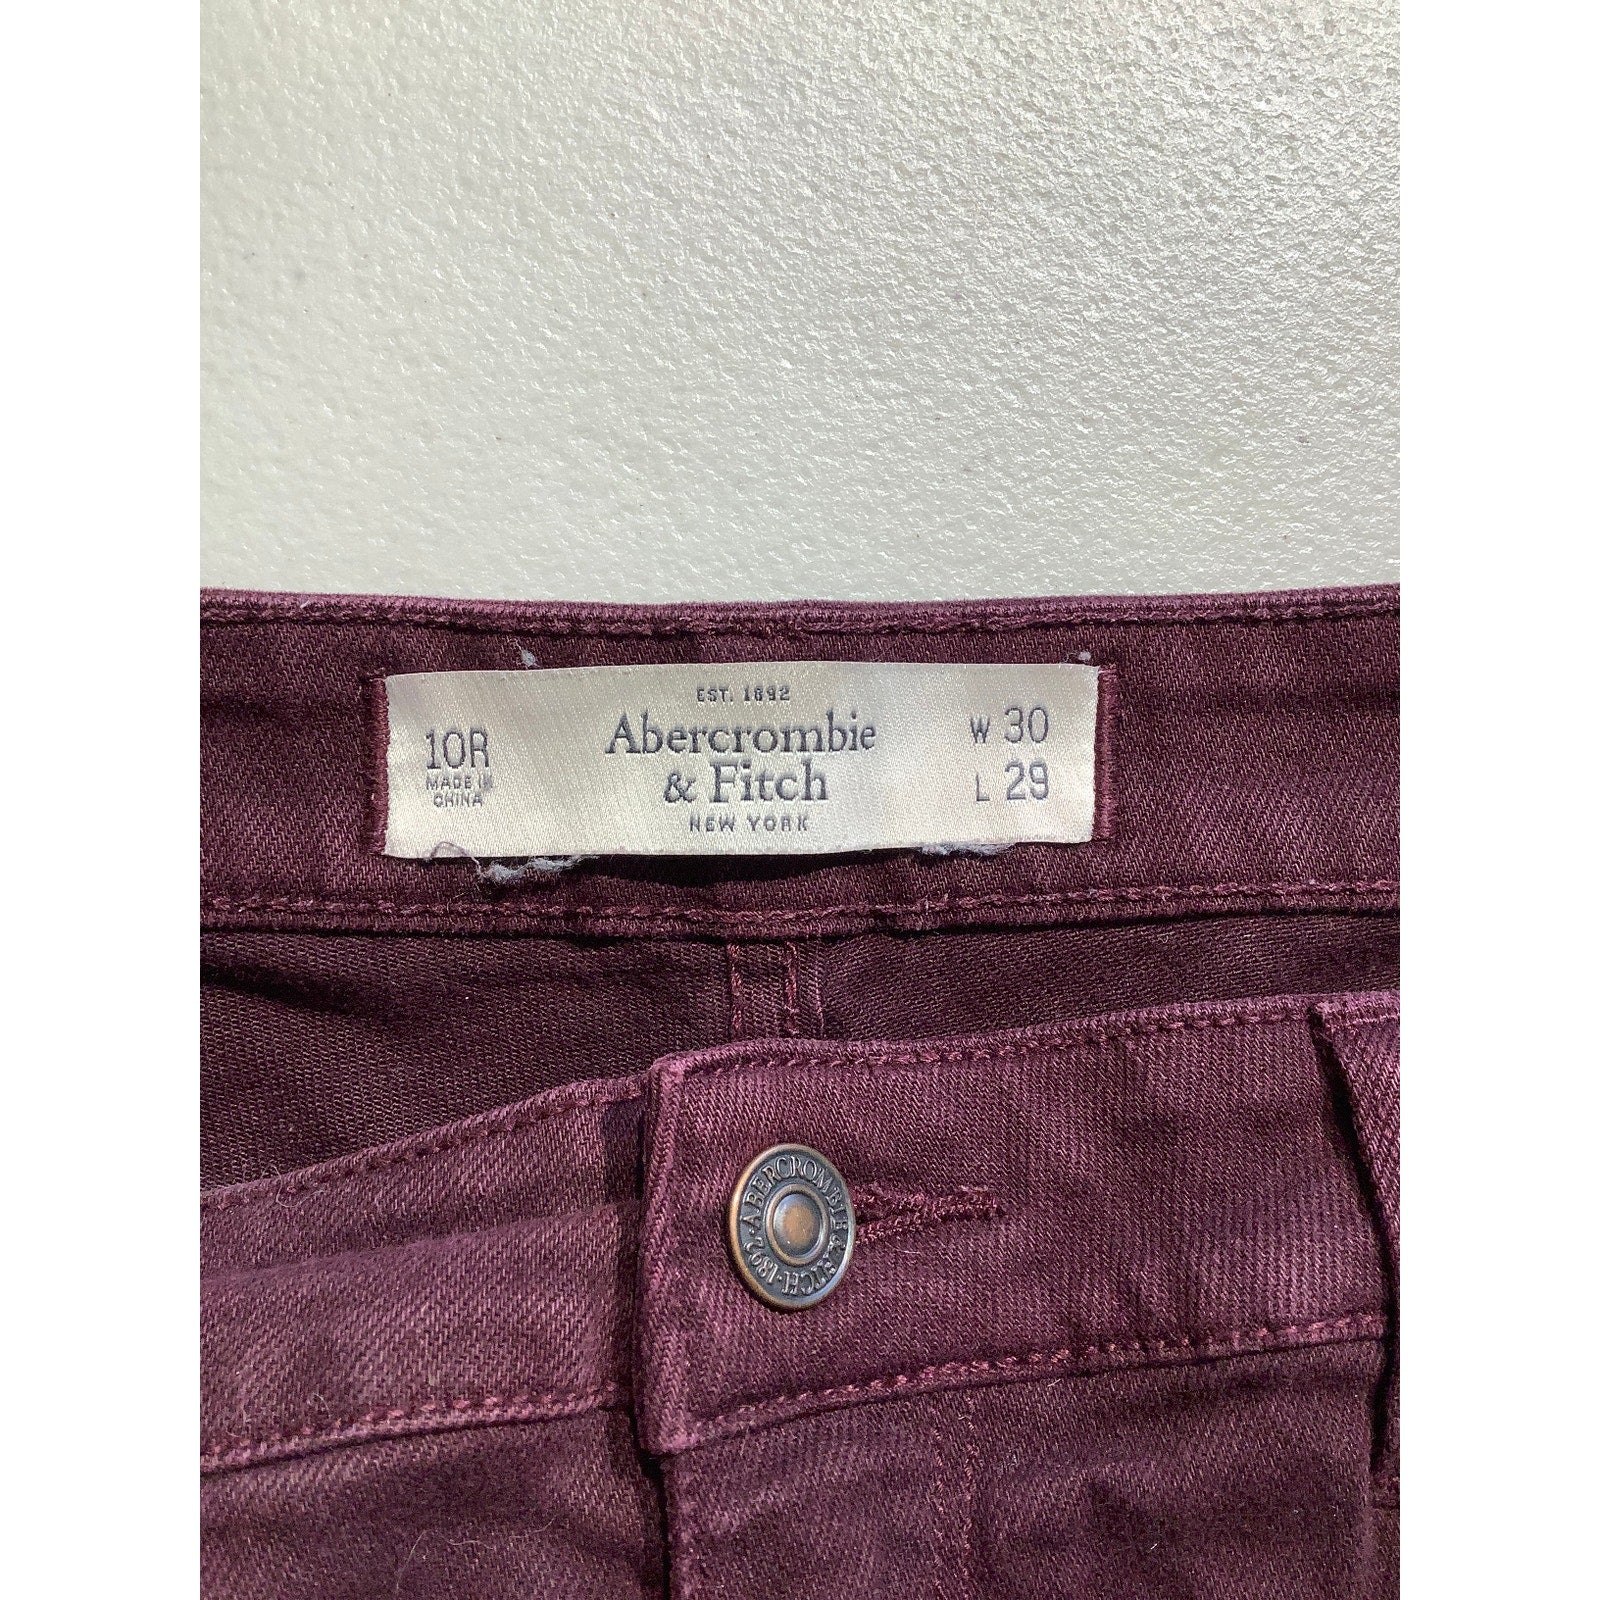 10R
MADE IN
CHINA
EST. 1892
Abercrombie
& Fitch
NEW YORK
W 30
L 29
ABERCROMBIE & FITCH · 1892 ·